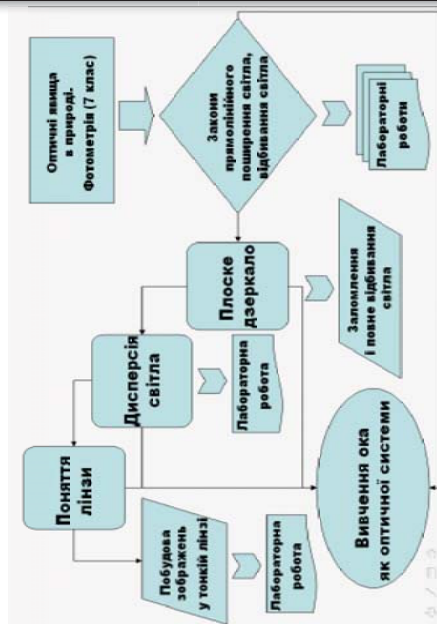 Оптичні явища
в природі.
Фотометрія (7 клас)
Закони
прямолінійного
поширення світла,
відбивання світла
Лабораторні
роботи
Плоске
дзеркало
Заломлення
і повне відбивання
світла
Дисперсія
світла
Лабораторна
робота
Поняття
лінзи
Побудова
зображень
у тонкій лінзі
Лабораторна
робота
Вивчення ока
як оптичної системи